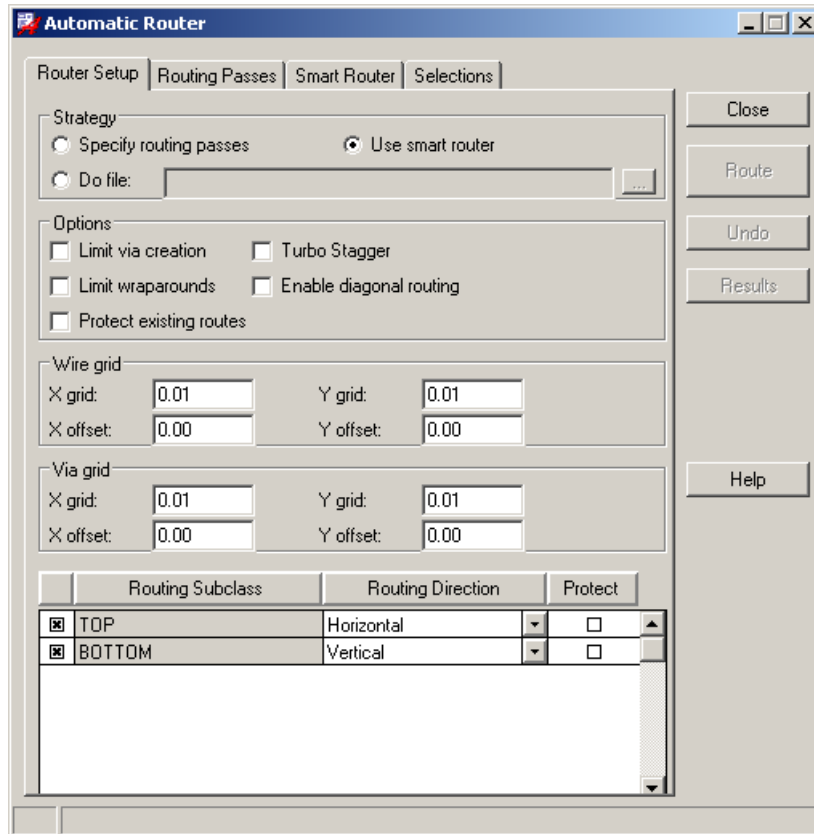 Automatic Router
Router Setup Routing Passes Smart Router Selections
Close
Strategy
Specify routing passes Use smart router
Do file: ...
Route
Options
Undo
Limit via creation Turbo Stagger
Limit wraparounds Enable diagonal routing
Results
Protect existing routes
Wire grid
X grid: 0.01 Y grid: 0.01
X offset: 0.00 Y offset: 0.00
Via grid
Help
X grid: 0.01 Y grid: 0.01
X offset: 0.00 Y offset: 0.00
Routing Subclass Routing Direction Protect
TOP Horizontal
BOTTOM Vertical